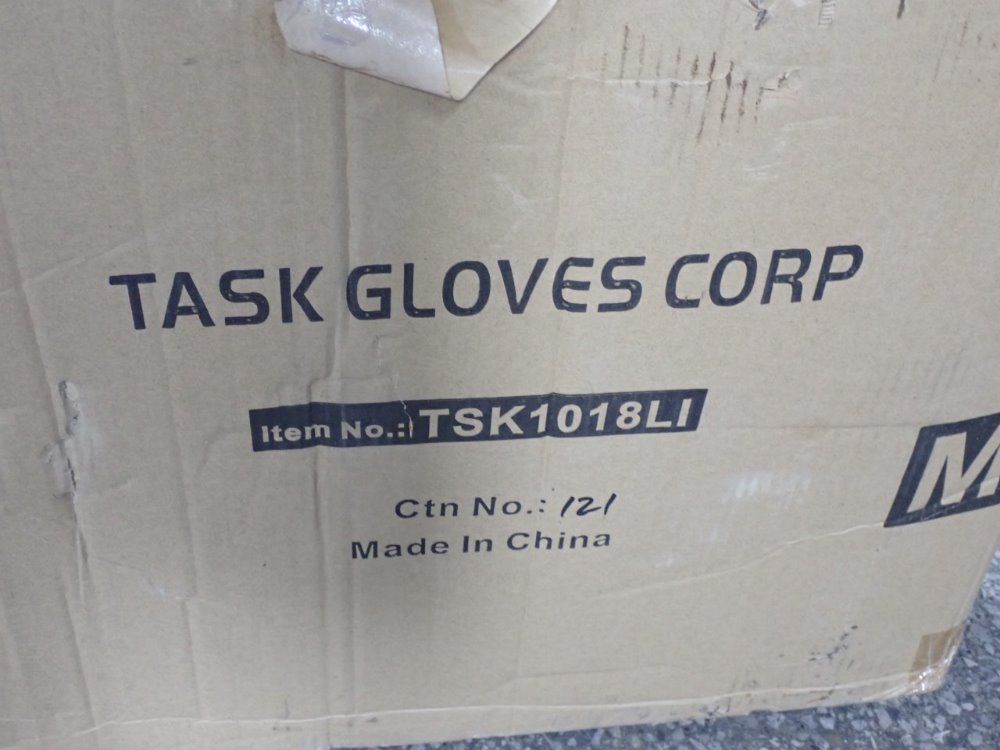 TASK GLOVES CORP
Item No.: TSK1018LI
M
Ctn No.: 121
Made In China